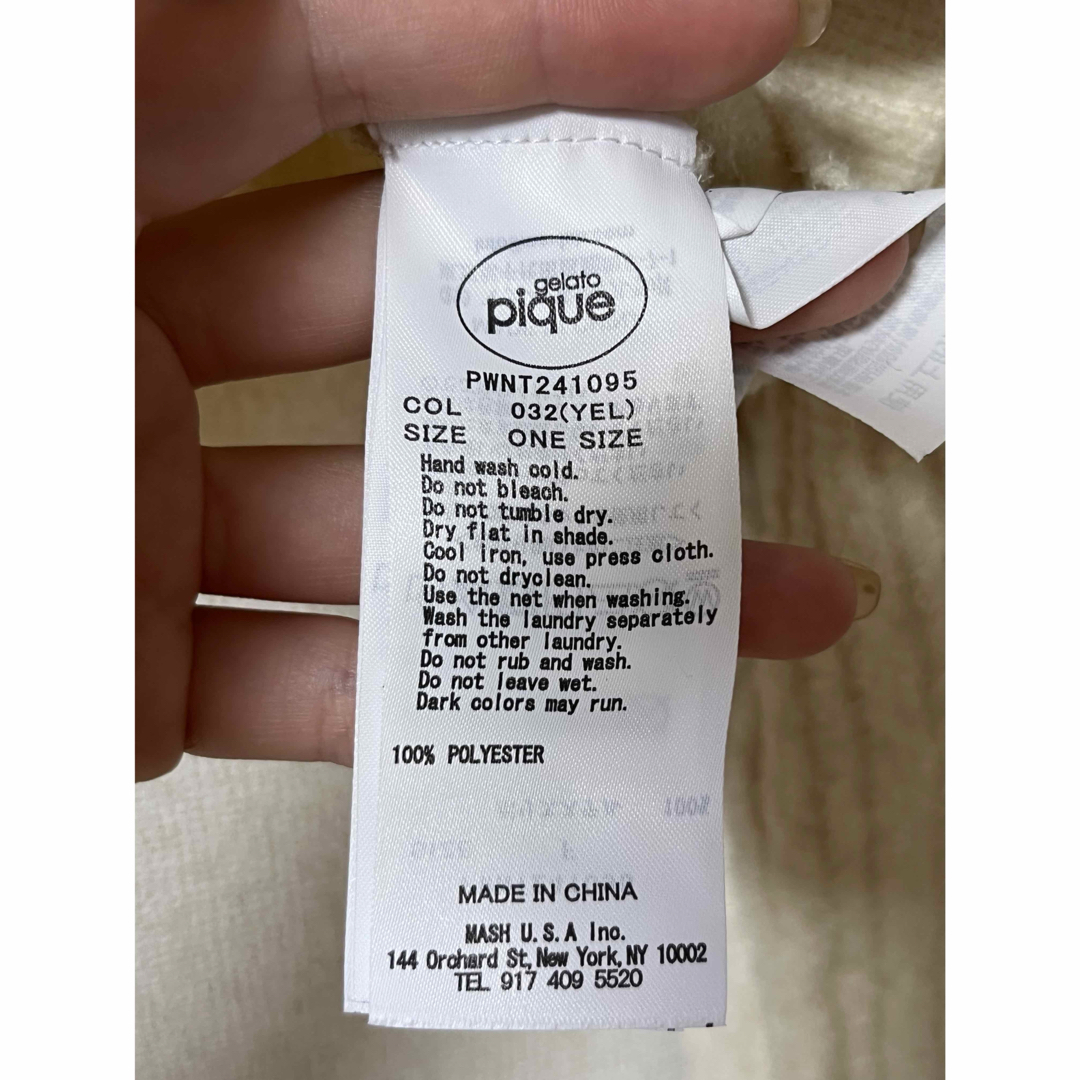 gelato
pique
PWNT241095
COL 032(YEL)
SIZE ONE SIZE
Hand wash cold.
Do not bleach.
Do not tumble dry.
Dry flat in shade.
Cool iron, use press cloth.
Do not dryclean.
Use the net when washing.
Wash the laundry separately
from other laundry.
Do not rub and wash.
Do not leave wet.
Dark colors may run.
100% POLYESTER
MADE IN CHINA
MASH U.S.A Inc.
144 Orchard St, New York, NY 10002
TEL 917 409 5520